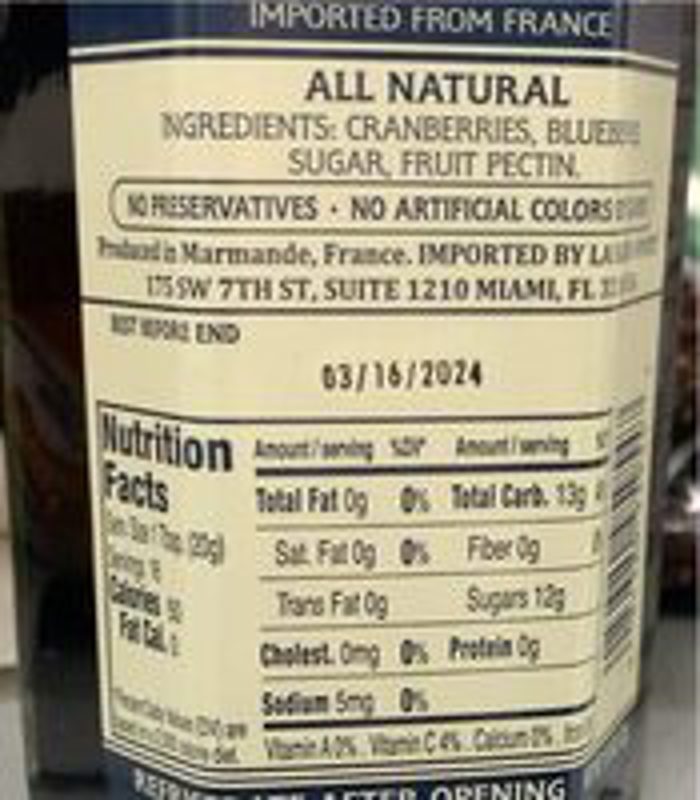 IMPORTED FROM FRANCE
ALL NATURAL
INGREDIENTS: CRANBERRIES,
SUGAR, FRUIT PECTIN.
NO PRESERVATIVES · NO ARTIFICIAL COLORS
Produced in Marmande, France. IMPORTED BY
175 SW 7TH ST, SUITE 1210 MIAMI, FL
BEST BEFORE END
03/16/2024
Nutrition
Facts
(20g)
Calories
Fat Cal.
Amount/serving %DV* Amount/serving
Total Fat 0g 0% Total Carb. 13g
Sat. Fat 0g 0% Fiber 0g
Trans Fat 0g Sugars 12g
Cholest. 0mg 0% Protein 0g
Sodium 5mg 0%
Vitamin A 0% . Vitamin C 4% . Calcium 0% .
AFTER OPENING